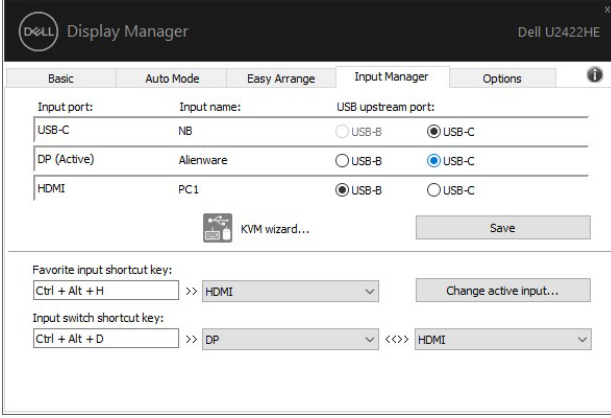 x
DELL Display Manager Dell U2422HE
Basic Auto Mode Easy Arrange Input Manager Options i
Input port: Input name: USB upstream port:
USB-C NB USB-B USB-C
DP (Active) Alienware USB-B USB-C
HDMI PC1 USB-B USB-C
KVM wizard... Save
Favorite input shortcut key:
Ctrl + Alt + H >> HDMI Change active input...
Input switch shortcut key:
Ctrl + Alt + D >> DP <<>> HDMI